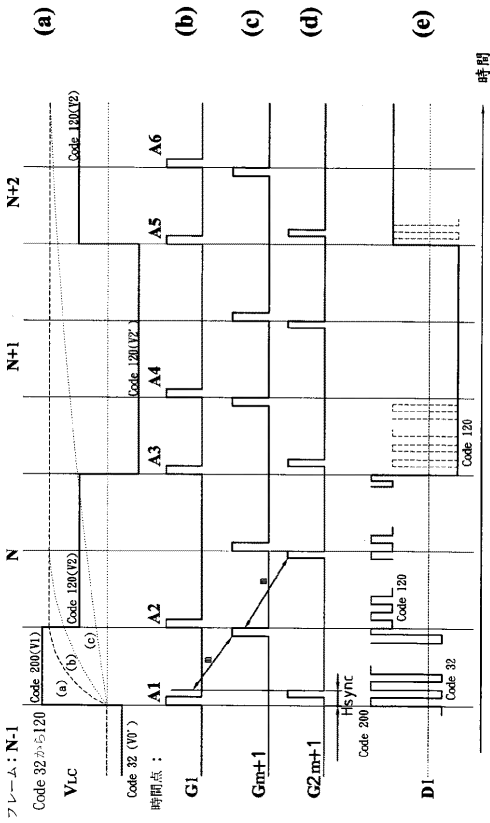 フレーム: N-1 N N+1 N+2
Code 32から120
VLC
Code 200(V1)
(a)
(b)
(c)
Code 120(V2)
Code 120(V2')
Code 120(V2)
Code 32 (V0')
(a)
時間点: A1 A2 A3 A4 A5 A6
G1
(b)
m
Gm+1
(c)
m
G2m+1
(d)
Hsync
Code 200
Code 32
Code 120
Code 120
D1
(e)
時間